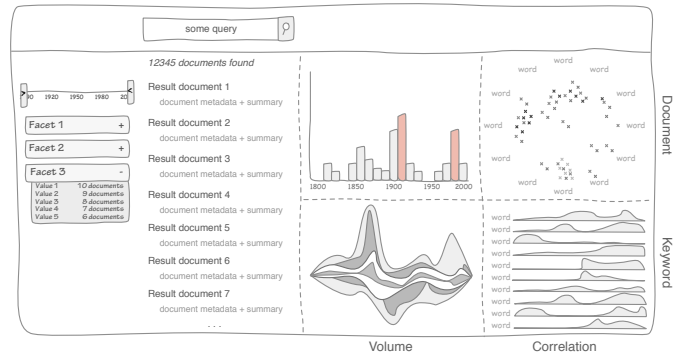 some query
12345 documents found
00 1920 1950 1980 20
Facet 1 +
Facet 2 +
Facet 3 -
Value 1 10 documents
Value 2 9 documents
Value 3 8 documents
Value 4 7 documents
Value 5 6 documents
Result document 1
document metadata + summary
Result document 2
document metadata + summary
Result document 3
document metadata + summary
Result document 4
document metadata + summary
Result document 5
document metadata + summary
Result document 6
document metadata + summary
Result document 7
document metadata + summary
. . .
1800 1850 1900 1950 2000
word
word word
word word
word word
word word
word word
word
Document
word
word
word
word
word
word
word
word
word
word
Keyword
Volume Correlation